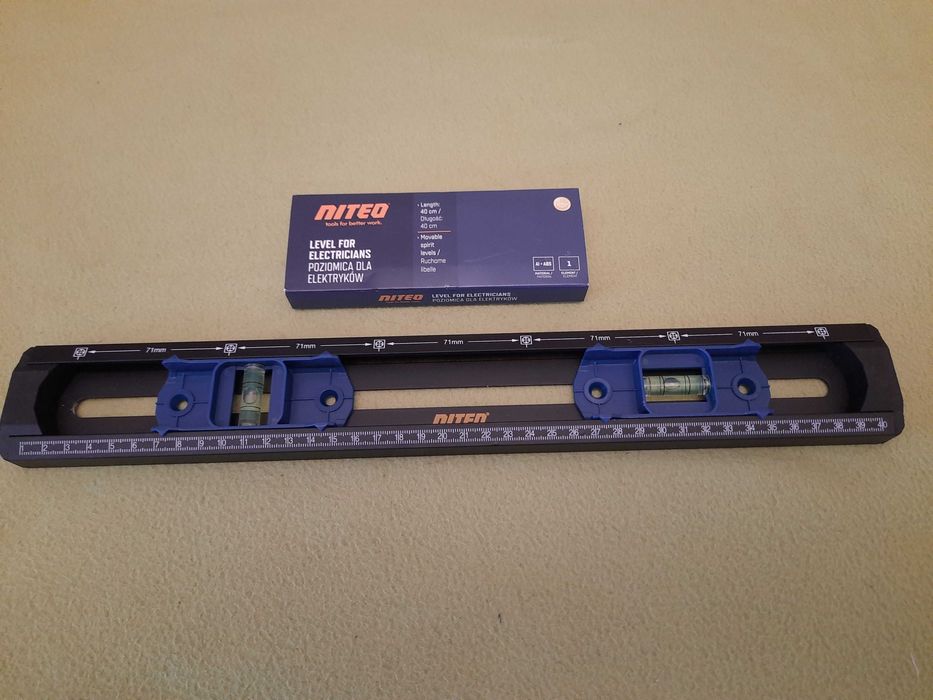 NITEO
tools for better work.
LEVEL FOR
ELECTRICIANS
POZIOMICA DLA
ELEKTRYKÓW
• Length:
40 cm /
Długość:
40 cm
• Movable
spirit
levels /
Ruchome
libelle
Al + ABS
MATERIAL /
MATERIAŁ
1
ELEMENT /
ELEMENT
NITEO
LEVEL FOR ELECTRICIANS
POZIOMICA DLA ELEKTRYKÓW
71mm 71mm 71mm 71mm 71mm
NITEO
1 2 3 4 5 6 7 8 9 10 11 12 13 14 15 16 17 18 19 20 21 22 23 24 25 26 27 28 29 30 31 32 33 34 35 36 37 38 39 40